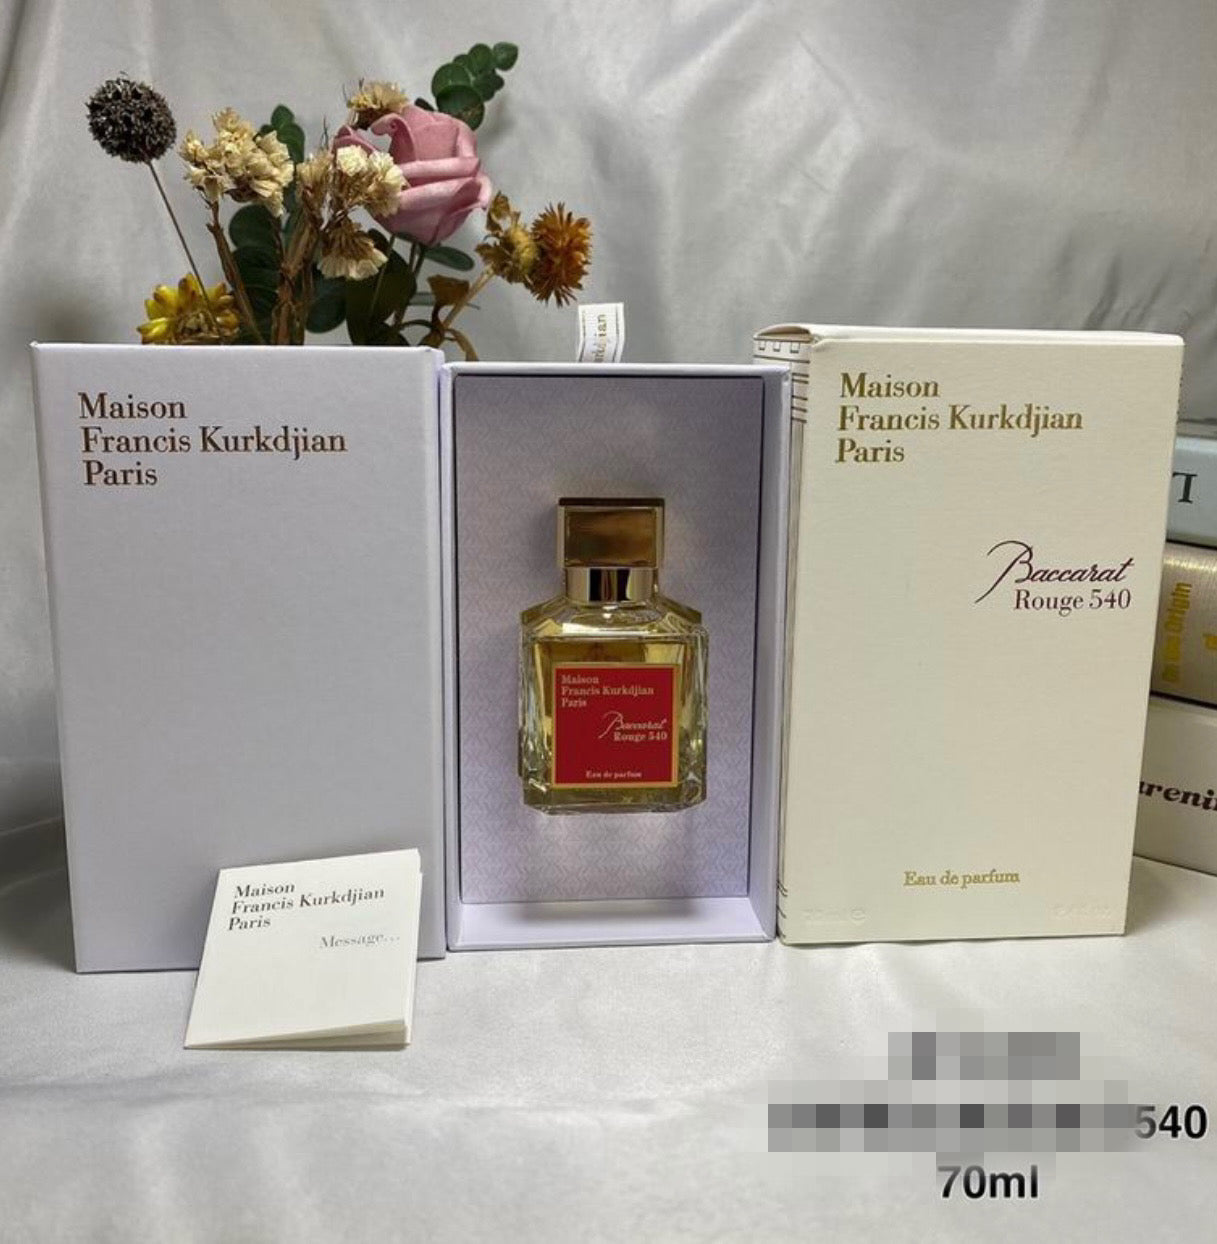 Maison
Francis Kurkdjian
Paris
Maison
Francis Kurkdjian
Paris
Message...
Maison
Francis Kurkdjian
Paris
Baccarat
Rouge 540
Eau de parfum
Maison
Francis Kurkdjian
Paris
Baccarat
Rouge 540
Eau de parfum
Origin
540
70ml